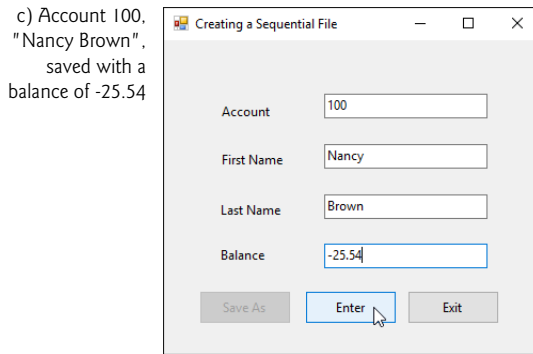 c) Account 100,
"Nancy Brown",
saved with a
balance of -25.54
Creating a Sequential File
Account
100
First Name
Nancy
Last Name
Brown
Balance
-25.54
Save As
Enter
Exit